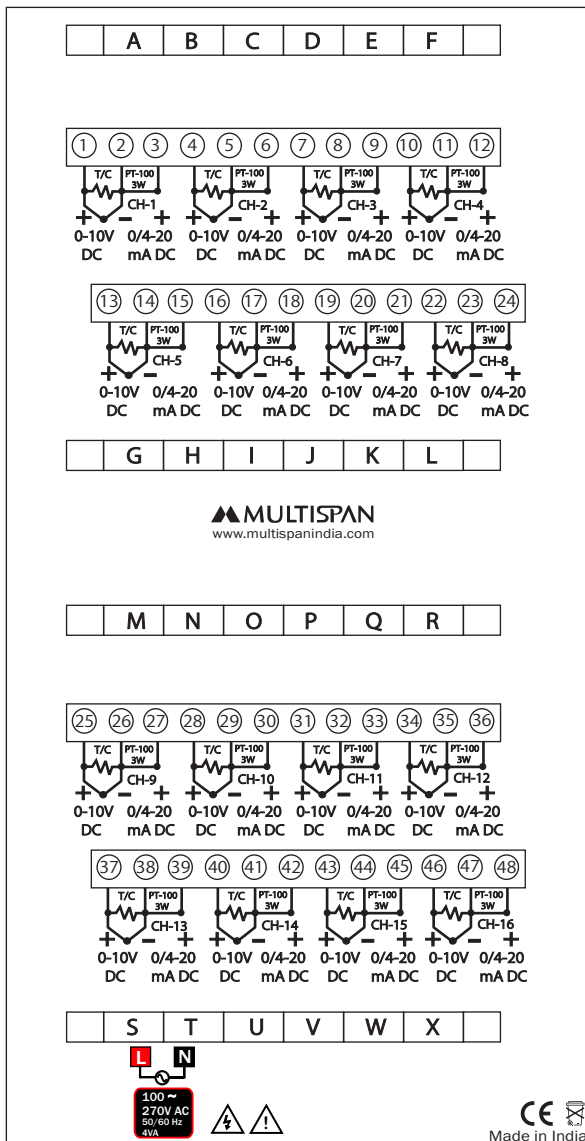 A B C D E F
1 2 3 4 5 6 7 8 9 10 11 12
T/C PT-100 T/C PT-100 T/C PT-100 T/C PT-100
3W 3W 3W 3W
CH-1 CH-2 CH-3 CH-4
+ - + + - + + - + + - +
0-10V 0/4-20 0-10V 0/4-20 0-10V 0/4-20 0-10V 0/4-20
DC mA DC DC mA DC DC mA DC DC mA DC
13 14 15 16 17 18 19 20 21 22 23 24
T/C PT-100 T/C PT-100 T/C PT-100 T/C PT-100
3W 3W 3W 3W
CH-5 CH-6 CH-7 CH-8
+ - + + - + + - + + - +
0-10V 0/4-20 0-10V 0/4-20 0-10V 0/4-20 0-10V 0/4-20
DC mA DC DC mA DC DC mA DC DC mA DC
G H I J K L
MULTISPAN
www.multispanindia.com
M N O P Q R
25 26 27 28 29 30 31 32 33 34 35 36
T/C PT-100 T/C PT-100 T/C PT-100 T/C PT-100
3W 3W 3W 3W
CH-9 CH-10 CH-11 CH-12
+ - + + - + + - + + - +
0-10V 0/4-20 0-10V 0/4-20 0-10V 0/4-20 0-10V 0/4-20
DC mA DC DC mA DC DC mA DC DC mA DC
37 38 39 40 41 42 43 44 45 46 47 48
T/C PT-100 T/C PT-100 T/C PT-100 T/C PT-100
3W 3W 3W 3W
CH-13 CH-14 CH-15 CH-16
+ - + + - + + - + + - +
0-10V 0/4-20 0-10V 0/4-20 0-10V 0/4-20 0-10V 0/4-20
DC mA DC DC mA DC DC mA DC DC mA DC
S T U V W X
L N
100 ~
270V AC
50/60 Hz
4VA
CE
Made in India